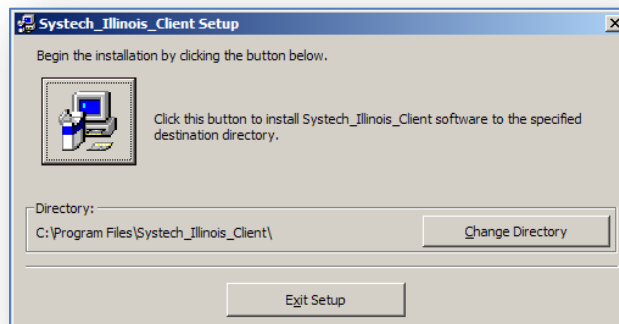 Systech_Illinois_Client Setup
Begin the installation by clicking the button below.
Click this button to install Systech_Illinois_Client software to the specified
destination directory.
Directory:
C:\Program Files\Systech_Illinois_Client\
Change Directory
Exit Setup